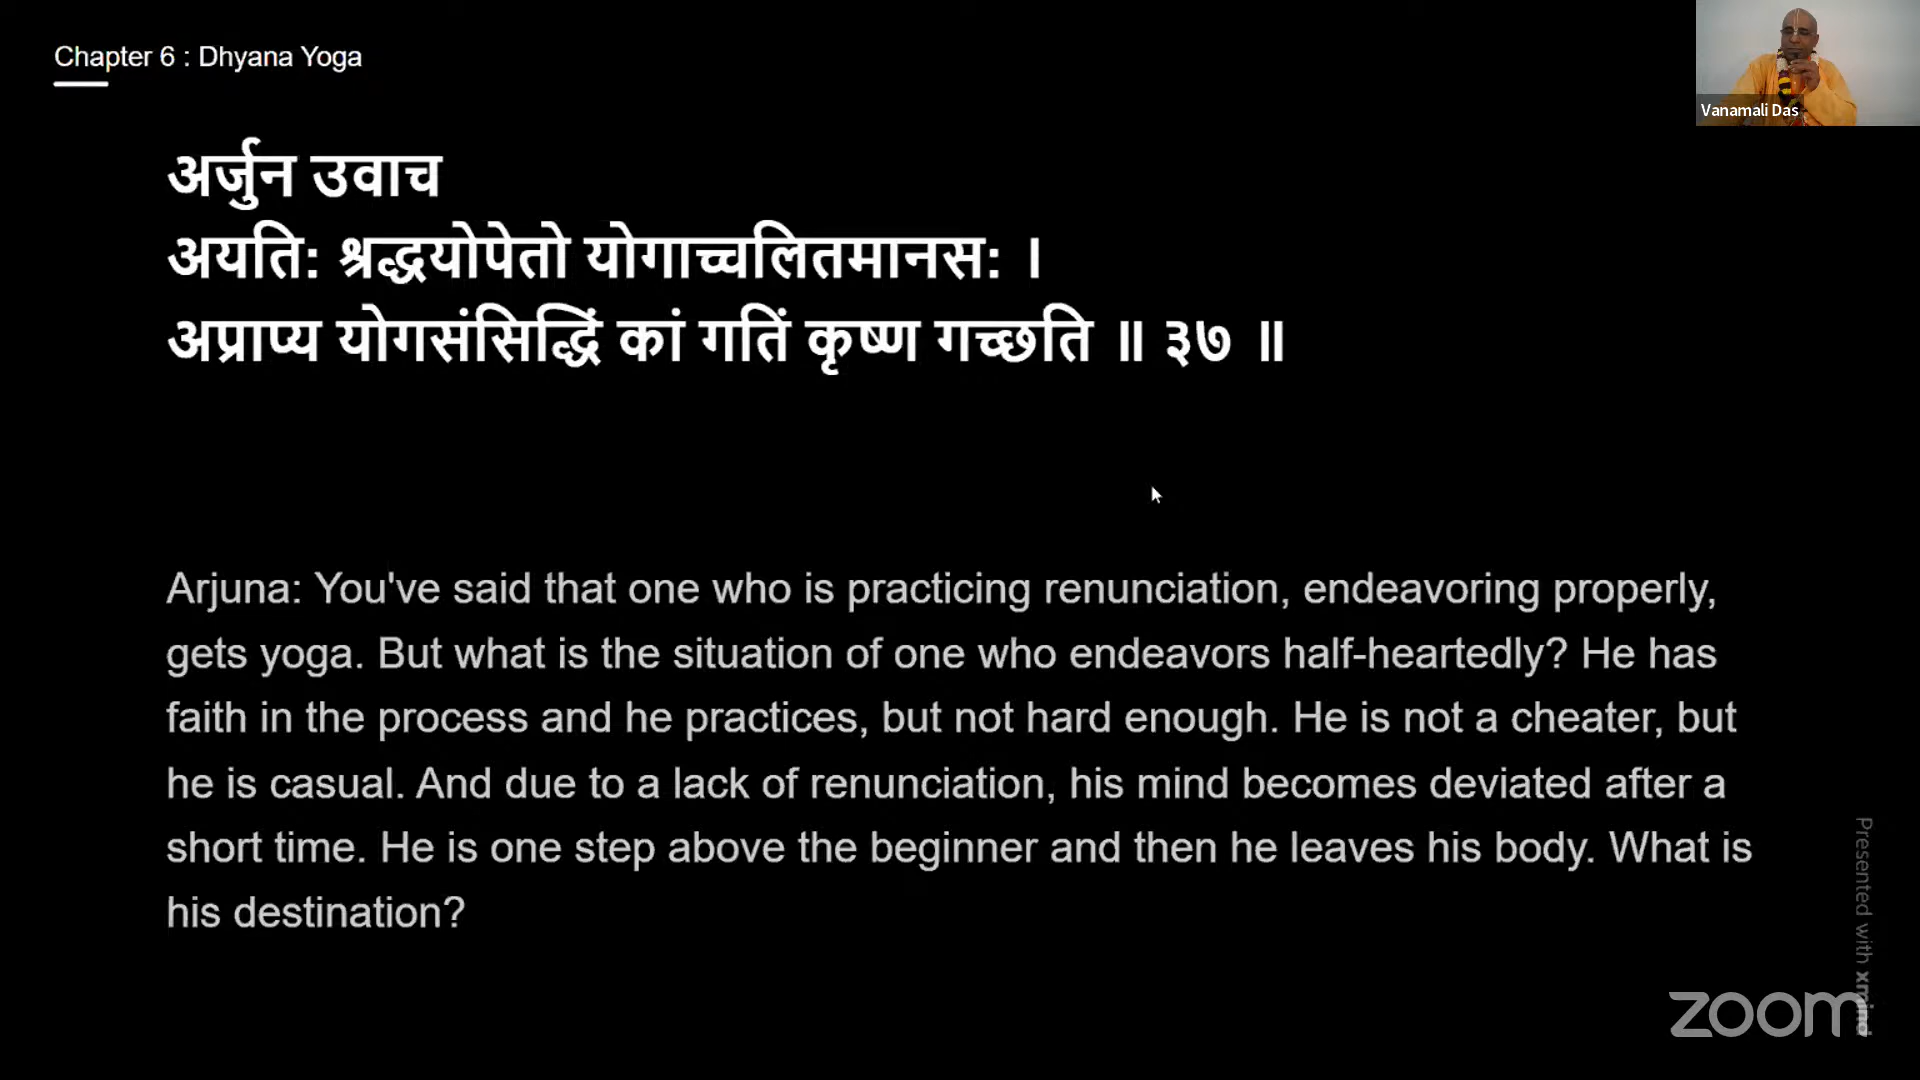 Chapter 6 : Dhyana Yoga
Vanamali Das
अर्जुन उवाच
अयति: श्रद्धयोपेतो योगाच्चलितमानस: ।
अप्राप्य योगसंसिद्धिं कां गतिं कृष्ण गच्छति ॥ ३७ ॥
Arjuna: You've said that one who is practicing renunciation, endeavoring properly,
gets yoga. But what is the situation of one who endeavors half-heartedly? He has
faith in the process and he practices, but not hard enough. He is not a cheater, but
he is casual. And due to a lack of renunciation, his mind becomes deviated after a
short time. He is one step above the beginner and then he leaves his body. What is
his destination?
Presented with xmind
zoom